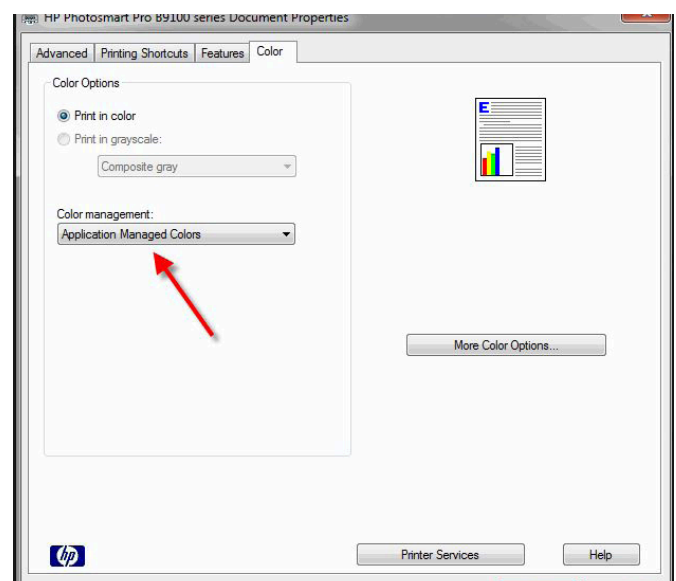 HP Photosmart Pro B9100 series Document Properties
Advanced Printing Shortcuts Features Color
Color Options
Print in color
Print in grayscale:
Composite gray
Color management:
Application Managed Colors
E
More Color Options...
hp
Printer Services
Help